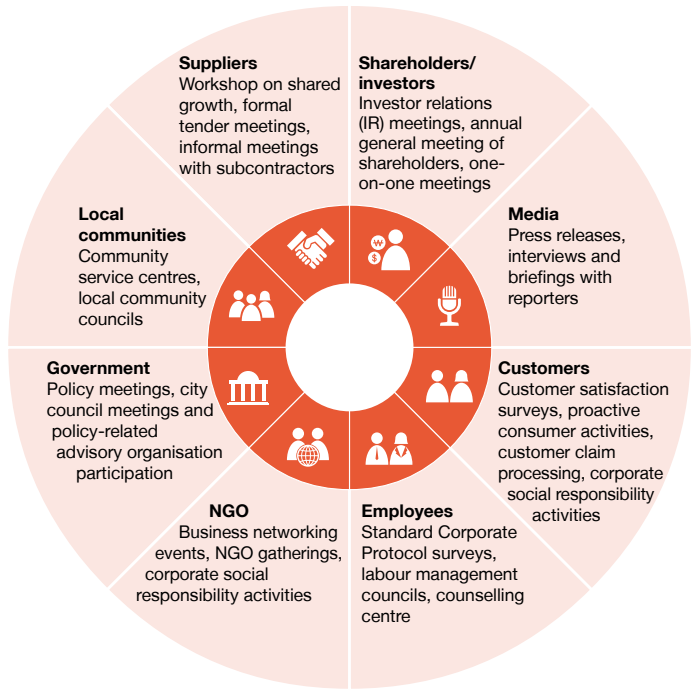 Suppliers
Workshop on shared
growth, formal
tender meetings,
informal meetings
with subcontractors
Shareholders/
investors
Investor relations
(IR) meetings, annual
general meeting of
shareholders, one-
on-one meetings
Media
Press releases,
interviews and
briefings with
reporters
Customers
Customer satisfaction
surveys, proactive
consumer activities,
customer claim
processing, corporate
social responsibility
activities
Employees
Standard Corporate
Protocol surveys,
labour management
councils, counselling
centre
NGO
Business networking
events, NGO gatherings,
corporate social
responsibility activities
Government
Policy meetings, city
council meetings and
policy-related
advisory organisation
participation
Local
communities
Community
service centres,
local community
councils
₩
$